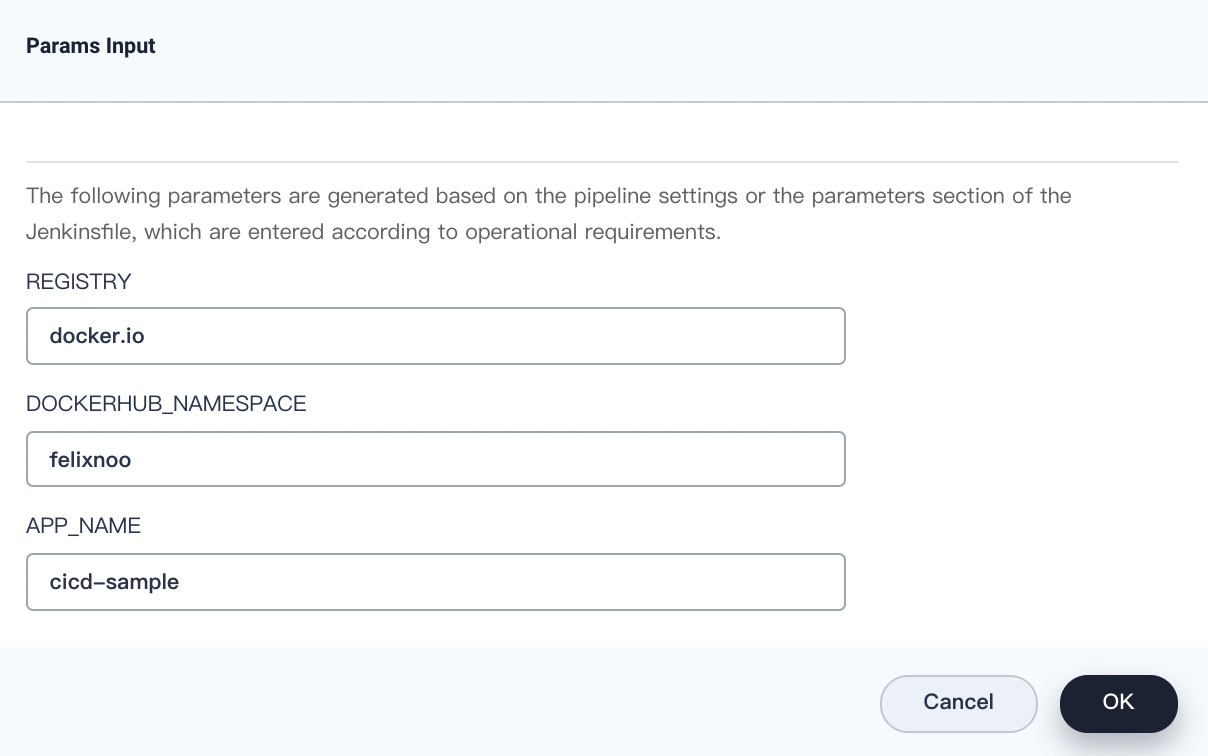 Params Input
The following parameters are generated based on the pipeline settings or the parameters section of the
Jenkinsfile, which are entered according to operational requirements.
REGISTRY
docker.io
DOCKERHUB_NAMESPACE
felixnoo
APP_NAME
cicd-sample
Cancel
OK